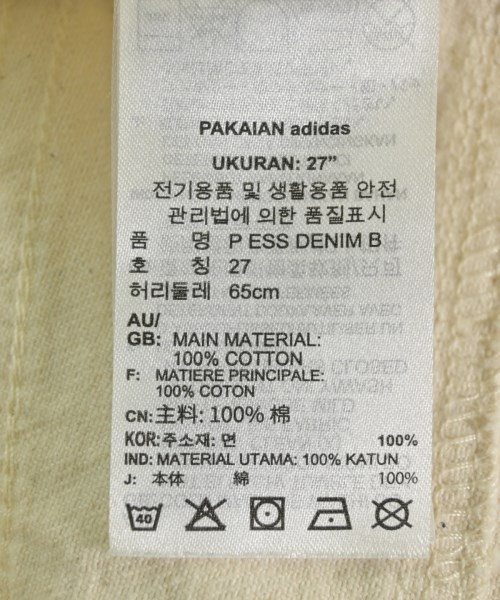 PAKAIAN adidas
UKURAN: 27”
전기용품 및 생활용품 안전
관리법에 의한 품질표시
품 명 P ESS DENIM B
호 칭 27
허리둘레 65cm
AU/
GB: MAIN MATERIAL:
100% COTTON
F: MATIERE PRINCIPALE:
100% COTON
CN:主料: 100% 棉
KOR:주소재: 면 100%
IND: MATERIAL UTAMA: 100% KATUN
J: 本体 綿 100%
40